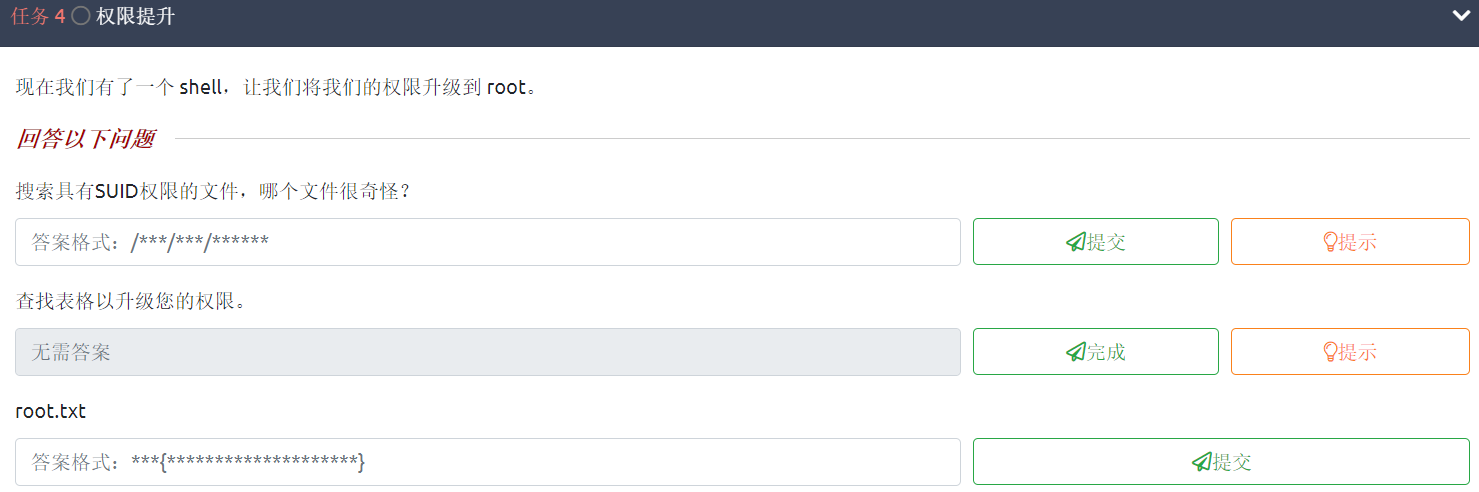 任务 4 权限提升
现在我们有了一个 shell，让我们将我们的权限升级到 root。
回答以下问题
搜索具有SUID权限的文件，哪个文件很奇怪？
答案格式：/***/***/******
提交
提示
查找表格以升级您的权限。
无需答案
完成
提示
root.txt
答案格式：***{********************}
提交